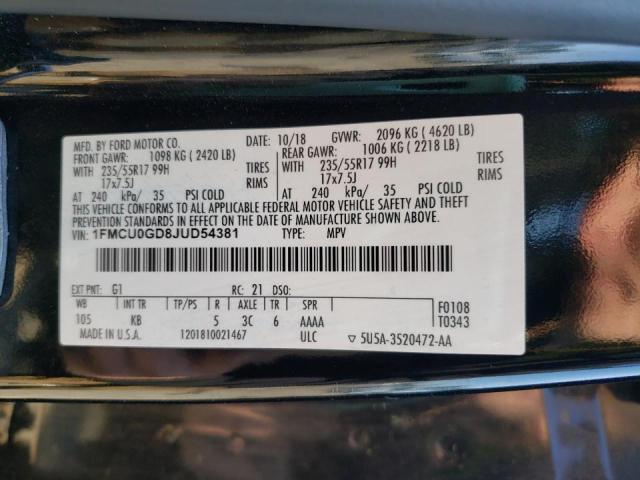 MFD. BY FORD MOTOR CO. 10/18 GVWR: 2096 KG ( 4620 LB)
FRONT GAWR: 1098 KG ( 2420 LB) REAR GAWR: 1006 KG ( 2218 LB)
WITH 235/55R17 99H TIRES WITH 235/55R17 99H TIRES
17x7.5J RIMS 17x7.5J RIMS
AT 240 kPa/ 35 PSI COLD AT 240 kPa/ 35 PSI COLD
THIS VEHICLE CONFORMS TO ALL APPLICABLE FEDERAL MOTOR VEHICLE SAFETY AND THEFT
PREVENTION STANDARDS IN EFFECT ON THE DATE OF MANUFACTURE SHOWN ABOVE.
VIN: 1FMCU0GD8JUD54381 TYPE: MPV
EXT PNT: G1 RC: 21 DSO:
WB INT TR TP/PS R AXLE TR SPR F0108
105 KB 5 3C 6 AAAA T0343
MADE IN U.S.A. 1201810021467 ULC ▽ 5U5A-3520472-AA